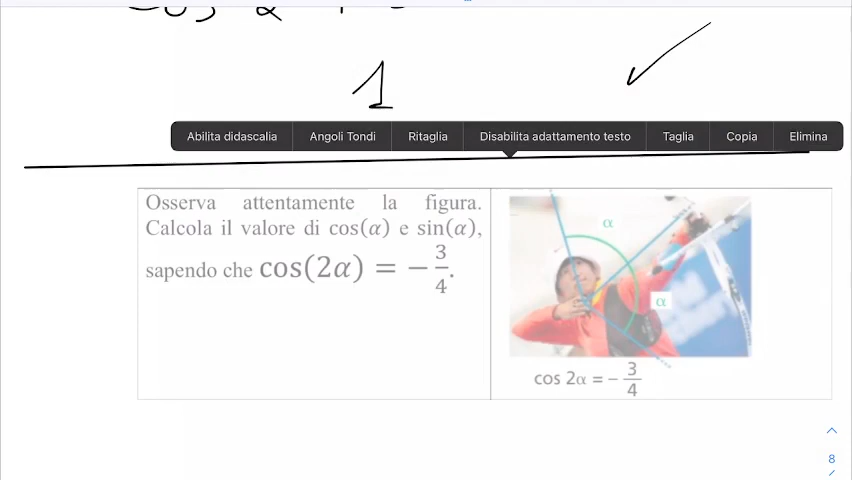 1
Abilita didascalia Angoli Tondi Ritaglia Disabilita adattamento testo Taglia Copia Elimina
Osserva attentamente la figura.
Calcola il valore di cos(α) e sin(α),
sapendo che cos(2α) = −3/4.
α
α
cos 2α = − 3/4
8